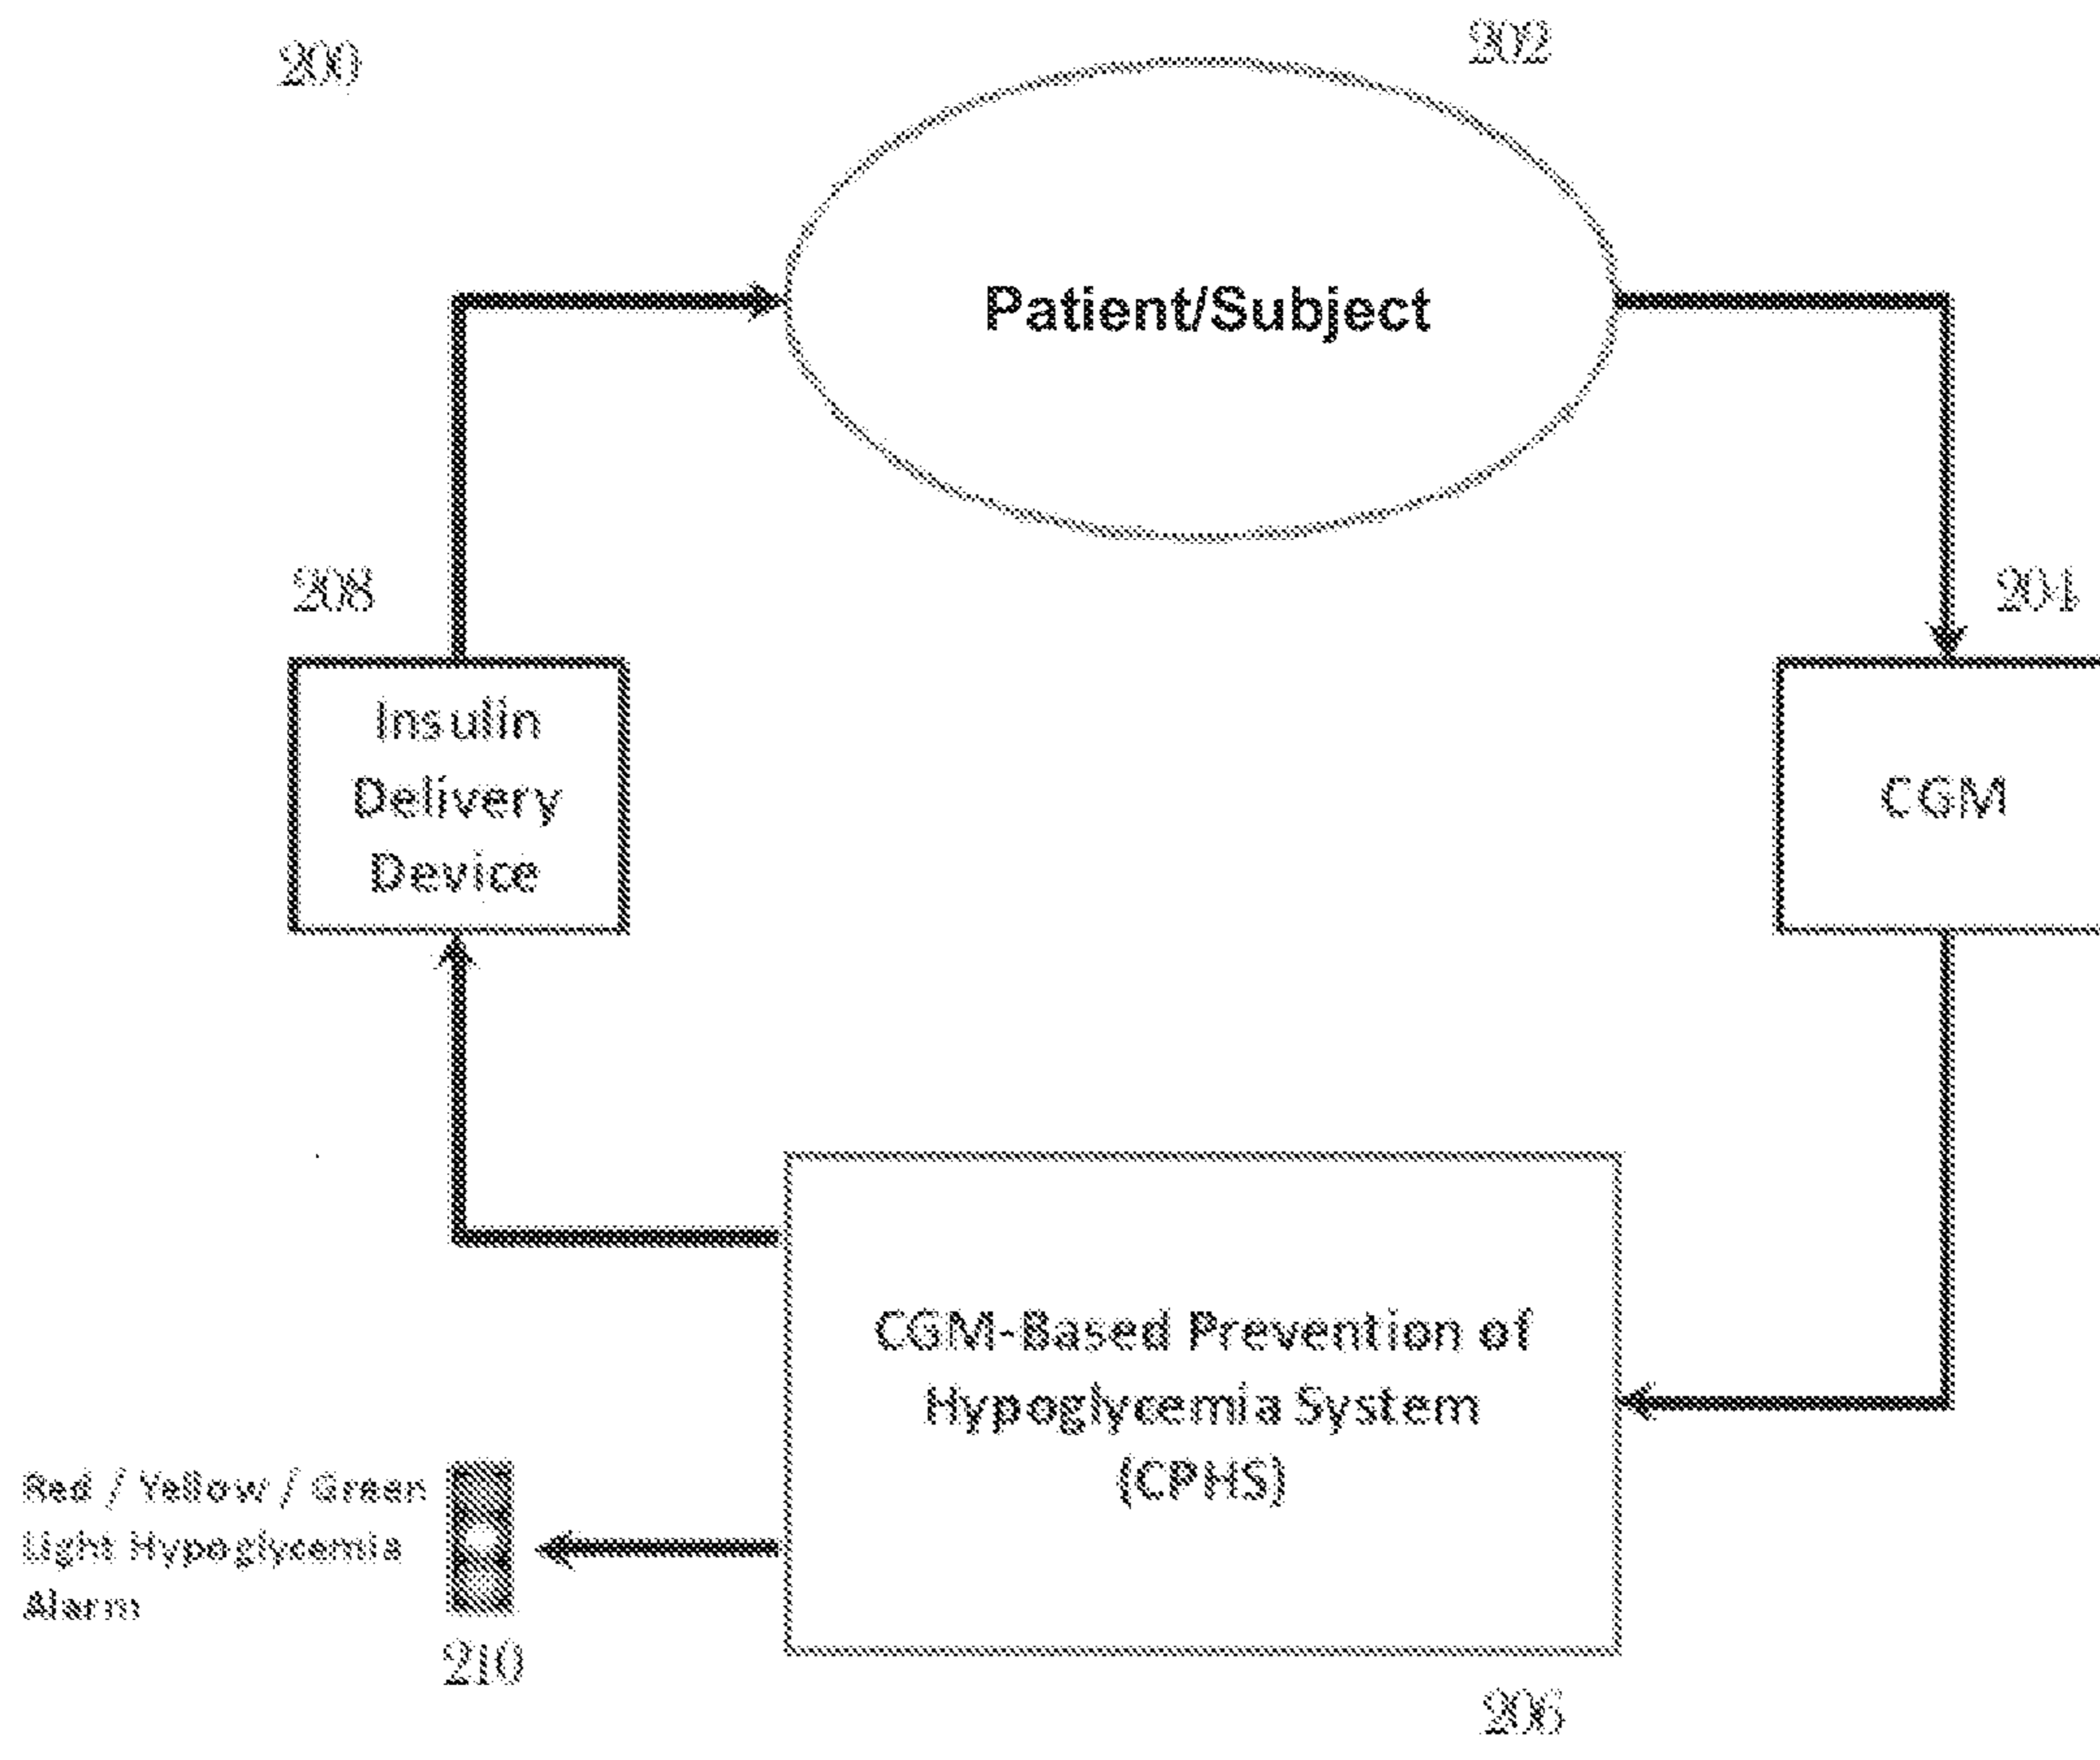 200
202
Patient/Subject
208
204
Insulin
Delivery
Device
CGM
CGM-Based Prevention of
Hypoglycemia System
(CPHS)
Red / Yellow / Green
Light Hypoglycemia
Alarm
210
206